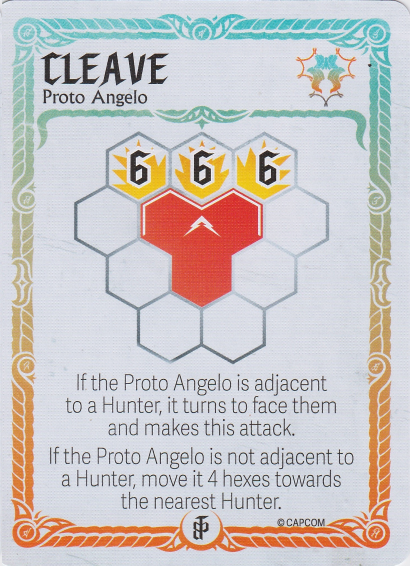 CLEAVE
Proto Angelo
6 6 6
If the Proto Angelo is adjacent
to a Hunter, it turns to face them
and makes this attack.
If the Proto Angelo is not adjacent to
a Hunter, move it 4 hexes towards
the nearest Hunter.
© CAPCOM